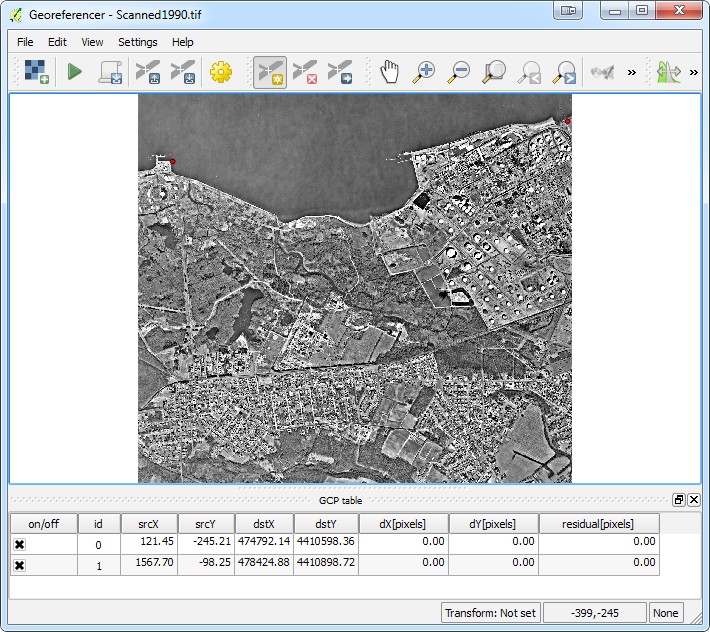 Georeferencer - Scanned1990.tif
File Edit View Settings Help
» »
GCP table
on/off id srcX srcY dstX dstY dX[pixels] dY[pixels] residual[pixels]
0 121.45 -245.21 474792.14 4410598.36 0.00 0.00 0.00
1 1567.70 -98.25 478424.88 4410898.72 0.00 0.00 0.00
Transform: Not set -399,-245 None